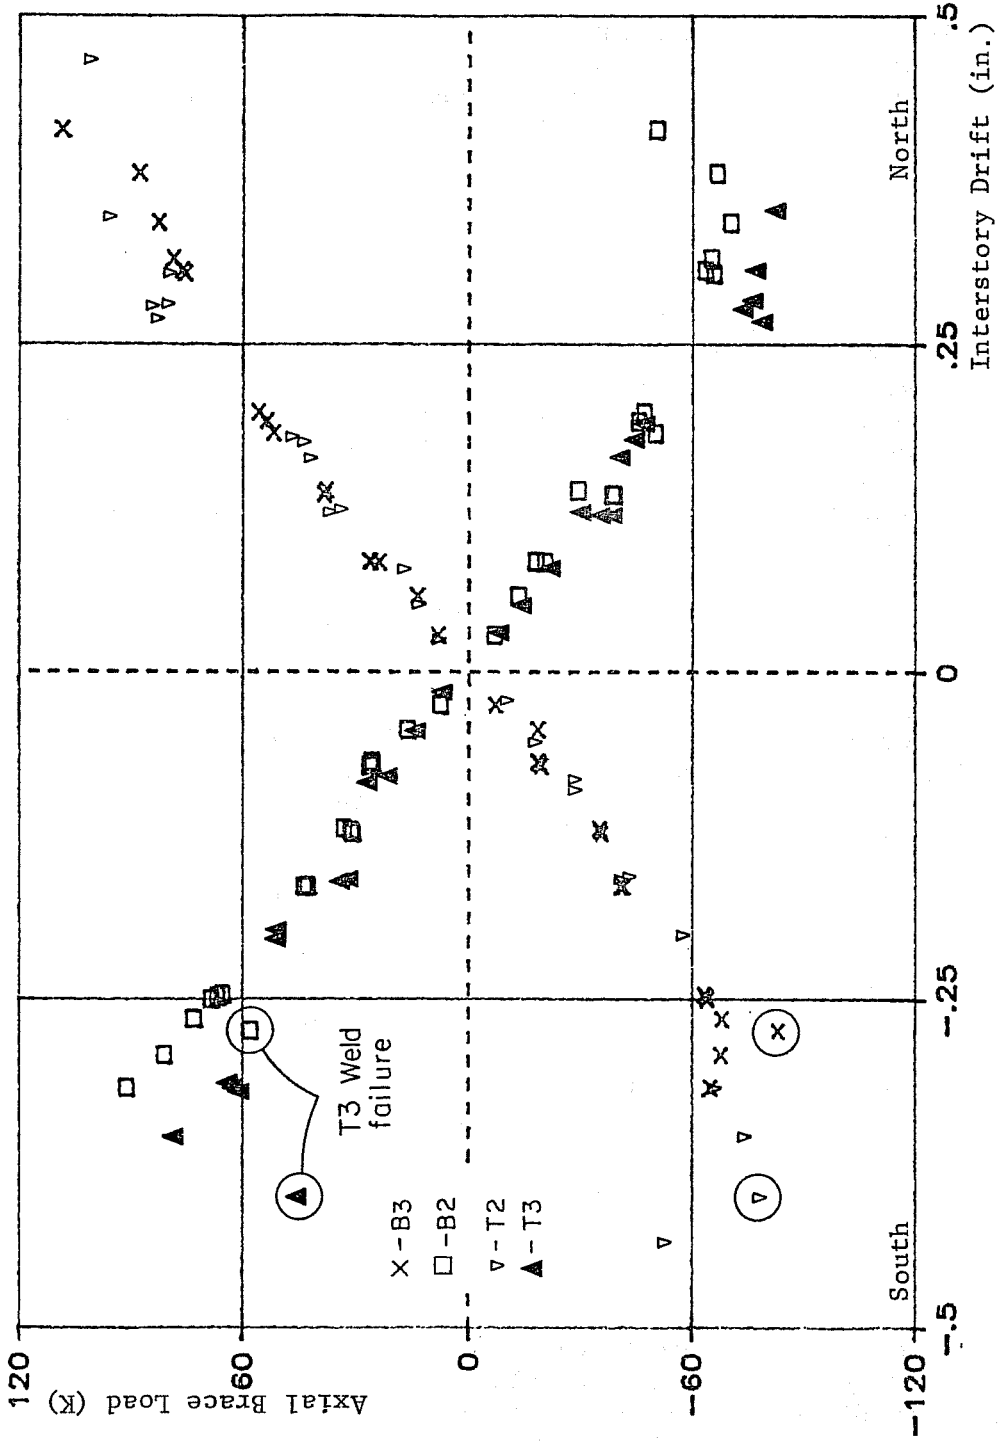 Axial Brace Load (K)
120
60
0
-60
-120
-.5
-.25
0
.25
.5
Interstory Drift (in.)
South
North
T3 Weld
failure
X - B3
□ - B2
▽ - T2
▲ - T3